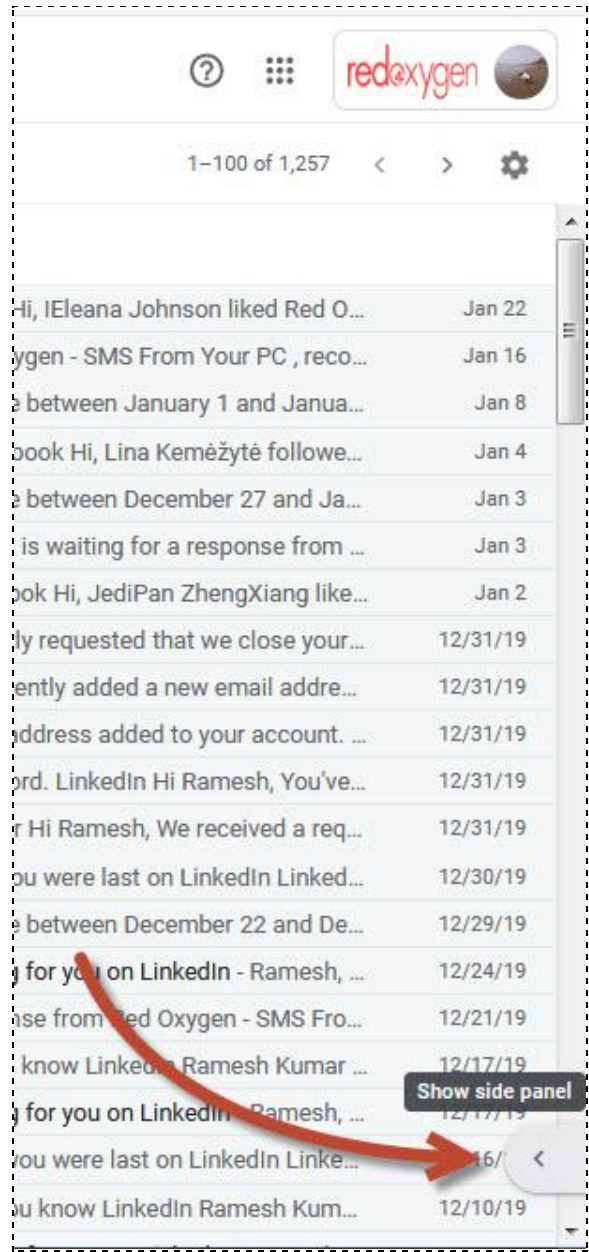 redoxygen
1–100 of 1,257
Hi, IEleana Johnson liked Red O... Jan 22
ygen - SMS From Your PC , reco... Jan 16
e between January 1 and Janua... Jan 8
book Hi, Lina Kemėžytė followe... Jan 4
e between December 27 and Ja... Jan 3
is waiting for a response from ... Jan 3
ook Hi, JediPan ZhengXiang like... Jan 2
ly requested that we close your... 12/31/19
ently added a new email addre... 12/31/19
address added to your account. ... 12/31/19
ord. LinkedIn Hi Ramesh, You've... 12/31/19
r Hi Ramesh, We received a req... 12/31/19
ou were last on LinkedIn Linked... 12/30/19
e between December 22 and De... 12/29/19
g for you on LinkedIn - Ramesh, ... 12/24/19
nse from Red Oxygen - SMS Fro... 12/21/19
know LinkedIn Ramesh Kumar ... 12/17/19
Show side panel
g for you on LinkedIn - Ramesh, ... 12/17/19
you were last on LinkedIn Linke... 16/
ou know LinkedIn Ramesh Kum... 12/10/19